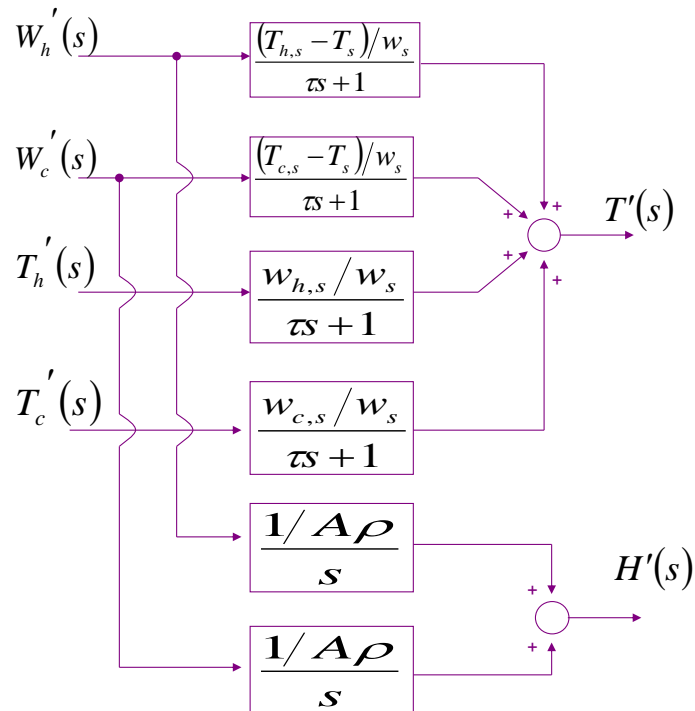 W_h'(s)
(T_{h,s} − T_s)/w_s
τs + 1
W_c'(s)
(T_{c,s} − T_s)/w_s
τs + 1
+ +
+ T'(s)
T_h'(s)
w_{h,s}/w_s
τs + 1
+
+
T_c'(s)
w_{c,s}/w_s
τs + 1
1/Aρ
s
+
H'(s)
+
1/Aρ
s